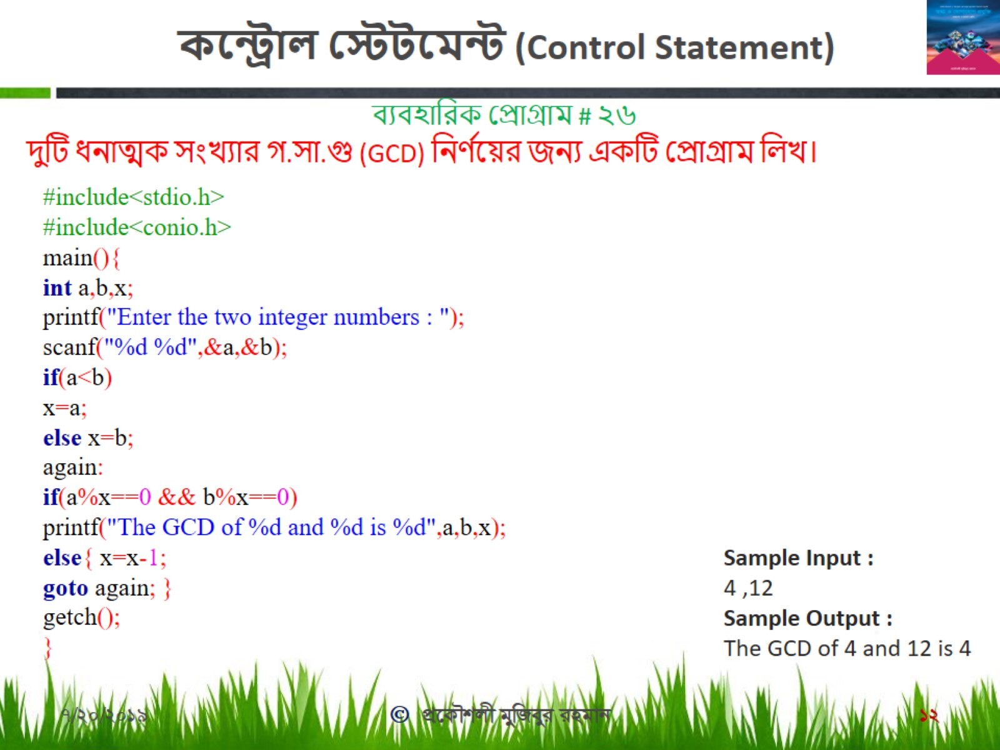 কন্ট্রোল স্টেটমেন্ট (Control Statement)
ব্যবহারিক প্রোগ্রাম # ২৬
দুটি ধনাত্মক সংখ্যার গ.সা.গু (GCD) নির্ণয়ের জন্য একটি প্রোগ্রাম লিখ।
#include<stdio.h>
#include<conio.h>
main(){
int a,b,x;
printf("Enter the two integer numbers : ");
scanf("%d %d",&a,&b);
if(a<b)
x=a;
else x=b;
again:
if(a%x==0 && b%x==0)
printf("The GCD of %d and %d is %d",a,b,x);
else{ x=x-1;
goto again; }
getch();
}
Sample Input :
4 ,12
Sample Output :
The GCD of 4 and 12 is 4
৭/২০/২০১৯
© প্রকৌশলী মুজিবুর রহমান
১২